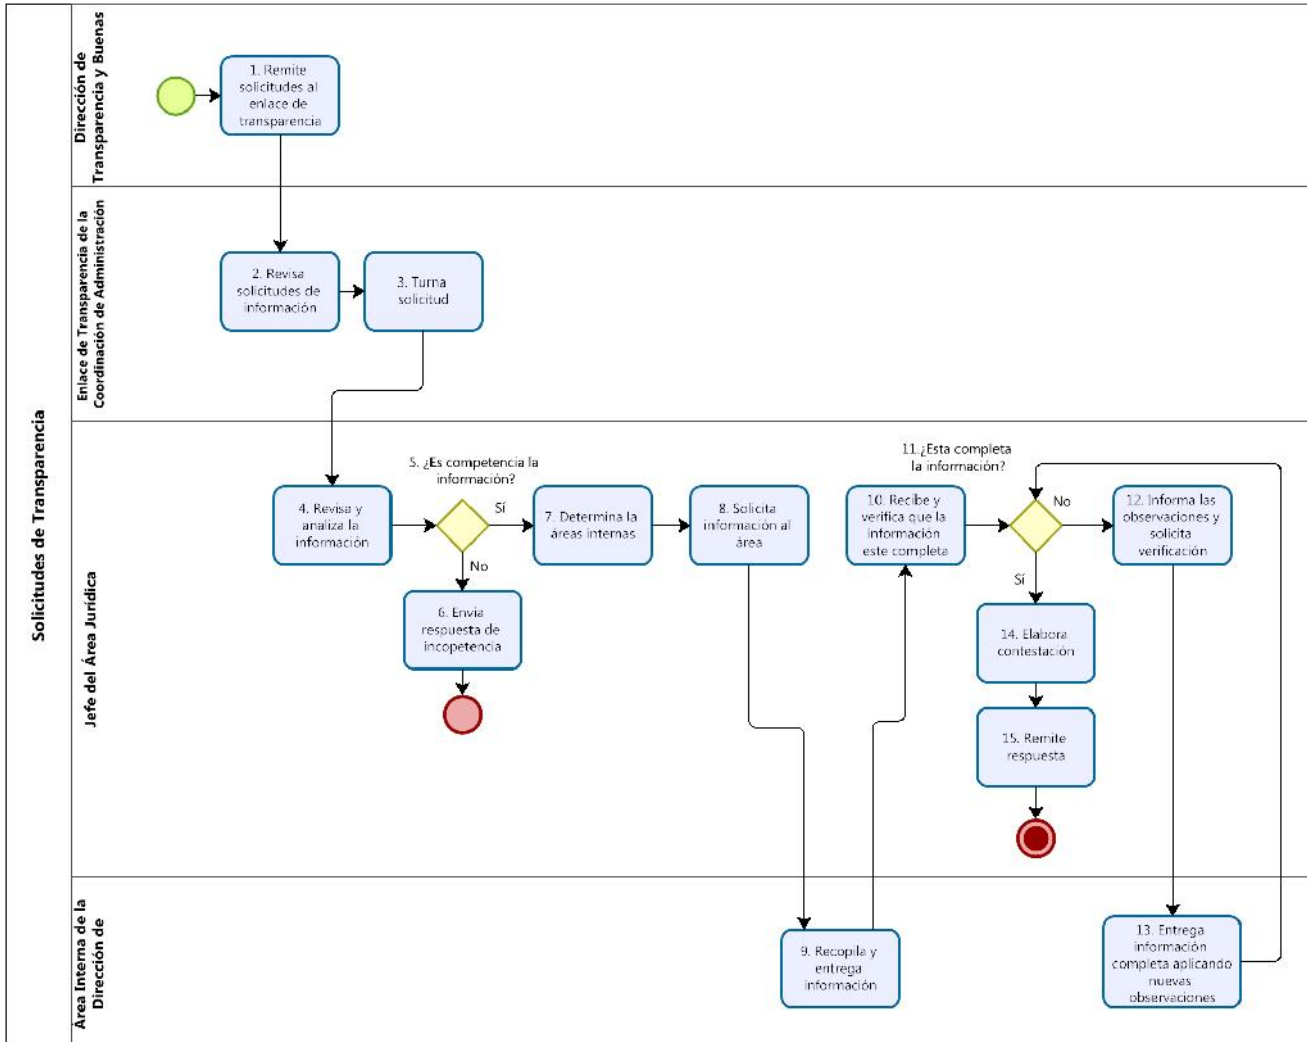 Solicitudes de Transparencia
Dirección de
Transparencia y Buenas
1. Remite
solicitudes al
enlace de
transparencia
Enlace de Transparencia de la
Coordinación de Administración
2. Revisa
solicitudes de
información
3. Turna
solicitud
Jefe del Área Jurídica
4. Revisa y
analiza la
información
5. ¿Es competencia la
información?
Sí
No
6. Envía
respuesta de
incopetencia
7. Determina la
áreas internas
8. Solicita
información al
área
10. Recibe y
verifica que la
información
este completa
11.¿Esta completa
la información?
No
Sí
12. Informa las
observaciones y
solicita
verificación
14. Elabora
contestación
15. Remite
respuesta
Área Interna de la
Dirección de
9. Recopila y
entrega
información
13. Entrega
información
completa aplicando
nuevas
observaciones